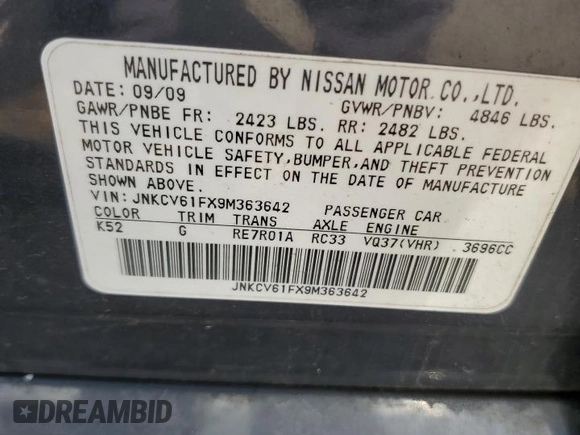 MANUFACTURED BY NISSAN MOTOR.CO.,LTD.
DATE: 09/09 GVWR/PNBV: 4846 LBS.
GAWR/PNBE FR: 2423 LBS. RR: 2482 LBS.
THIS VEHICLE CONFORMS TO ALL APPLICABLE FEDERAL
MOTOR VEHICLE SAFETY,BUMPER,AND THEFT PREVENTION
STANDARDS IN EFFECT ON THE DATE OF MANUFACTURE
SHOWN ABOVE.
VIN: JNKCV61FX9M363642 PASSENGER CAR
COLOR TRIM TRANS AXLE ENGINE
K52 G RE7R01A RC33 VQ37(VHR) 3696CC
JNKCV61FX9M363642
DREAMBID